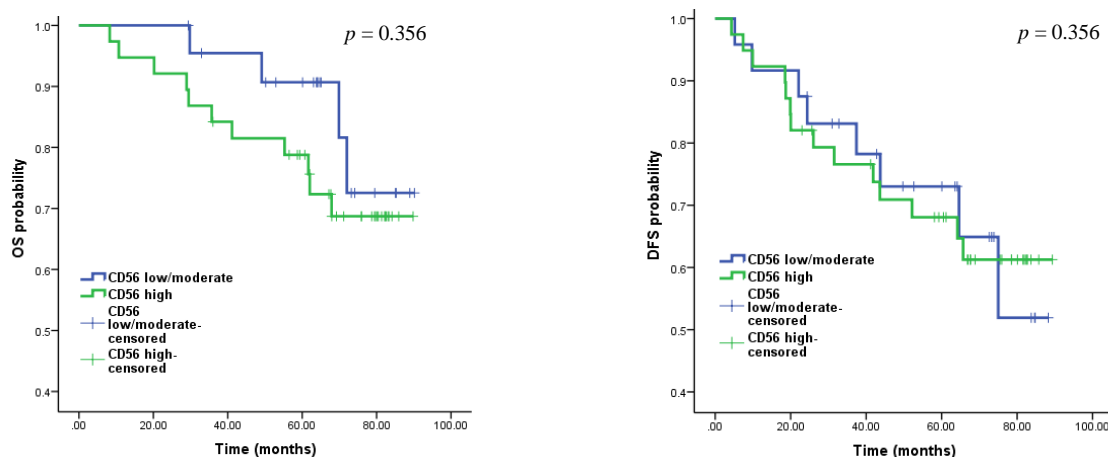 p = 0.356
OS probability
1.0
0.9
0.8
0.7
0.6
0.5
0.4
CD56 low/moderate
CD56 high
CD56
low/moderate-
censored
CD56 high-
censored
.00 20.00 40.00 60.00 80.00 100.00
Time (months)
p = 0.356
DFS probability
1.0
0.9
0.8
0.7
0.6
0.5
0.4
CD56 low/moderate
CD56 high
CD56
low/moderate-
censored
CD56 high-
censored
.00 20.00 40.00 60.00 80.00 100.00
Time (months)